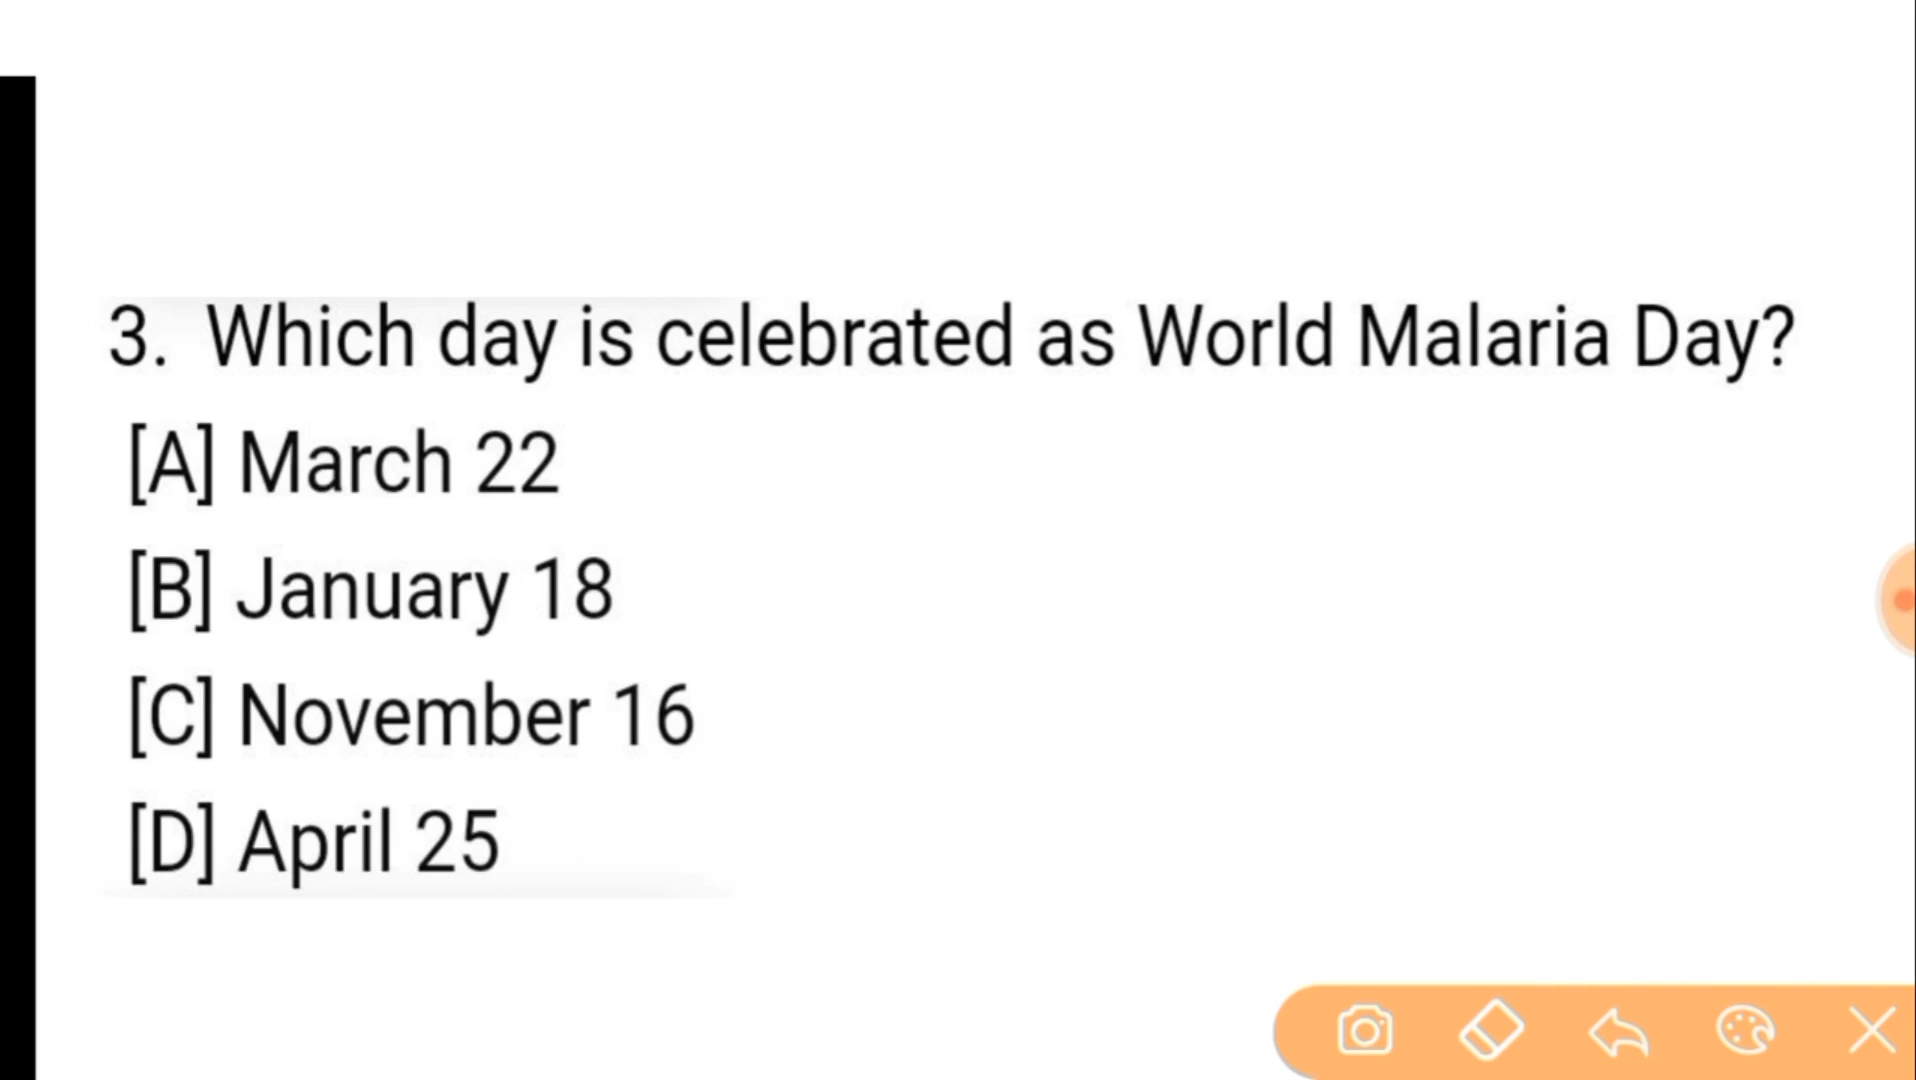 3. Which day is celebrated as World Malaria Day?
[A] March 22
[B] January 18
[C] November 16
[D] April 25